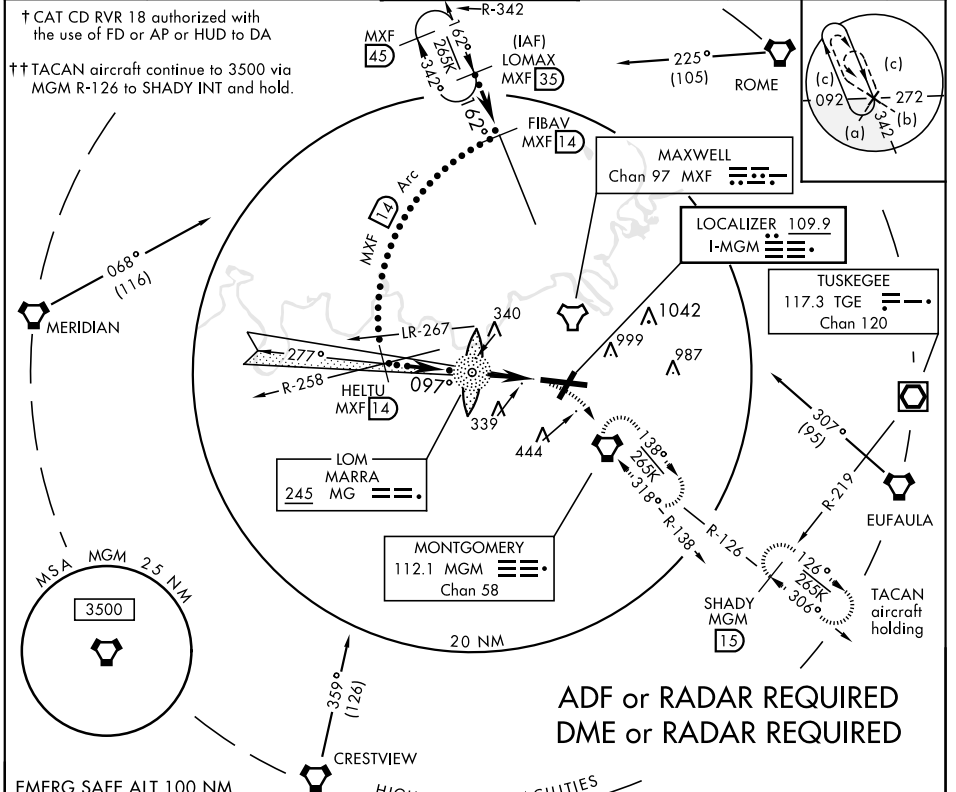 † CAT CD RVR 18 authorized with
the use of FD or AP or HUD to DA
†† TACAN aircraft continue to 3500 via
MGM R-126 to SHADY INT and hold.
R-342
MXF
45
162°
265K
342°
(IAF)
LOMAX
MXF 35
162°
FIBAV
MXF 14
225°
(105)
ROME
(c)
(c)
092
272
(a)
(b)
342
MAXWELL
Chan 97 MXF
LOCALIZER 109.9
I-MGM
TUSKEGEE
117.3 TGE
Chan 120
MXF 14 Arc
068°
(116)
MERIDIAN
340
1042
999
987
LR-267
277°
R-258
HELTU
MXF 14
097°
339
444
307°
(95)
EUFAULA
R-219
LOM
MARRA
245 MG
138°
265K
318°
R-138
R-126
MONTGOMERY
112.1 MGM
Chan 58
126°
265K
306°
SHADY
MGM
15
TACAN
aircraft
holding
MSA MGM 25 NM
3500
20 NM
359°
(126)
CRESTVIEW
ADF or RADAR REQUIRED
DME or RADAR REQUIRED
EMERG SAFE ALT 100 NM